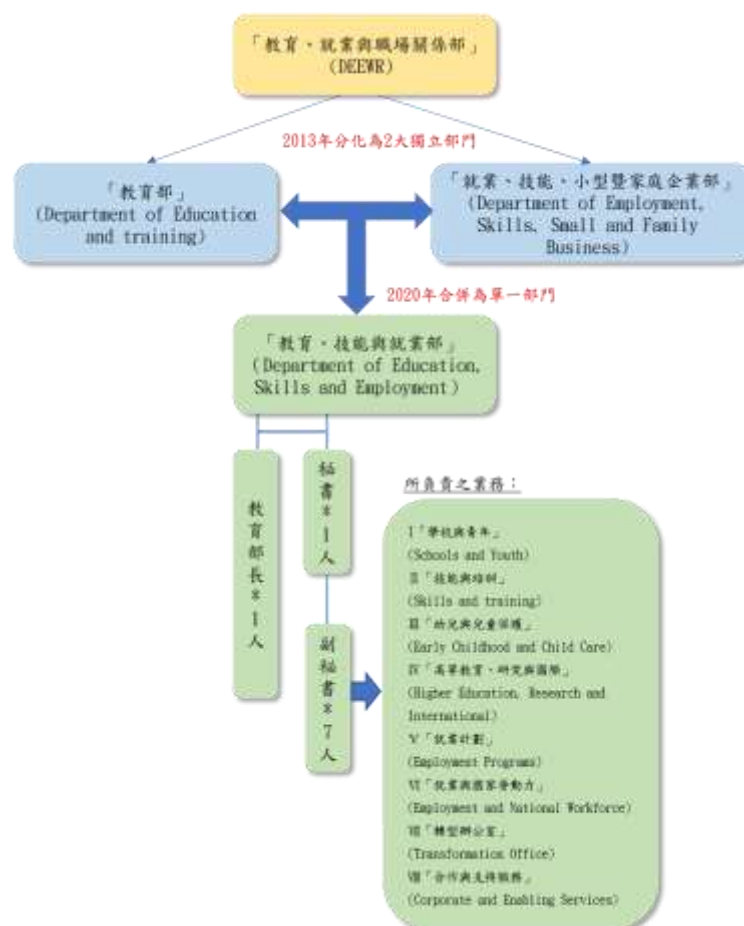 「教育、就業與職場關係部」
(DEEWR)
2013年分化為2大獨立部門
「教育部」
(Department of Education
and training)
「就業、技能、小型暨家庭企業部」
(Department of Employment,
Skills, Small and Family
Business)
2020年合併為單一部門
「教育、技能與就業部」
(Department of Education,
Skills and Employment)
教育部長*1人
秘書*1人
副秘書*7人
所負責之業務：
I「學校與青年」
(Schools and Youth)
II「技能與培訓」
(Skills and training)
III「幼兒與兒童保護」
(Early Childhood and Child Care)
IV「高等教育、研究與國際」
(Higher Education, Research and
International)
V「就業計劃」
(Employment Programs)
VI「就業與國家勞動力」
(Employment and National Workforce)
VII「轉型辦公室」
(Transformation Office)
VIII「合作與支持服務」
(Corporate and Enabling Services)